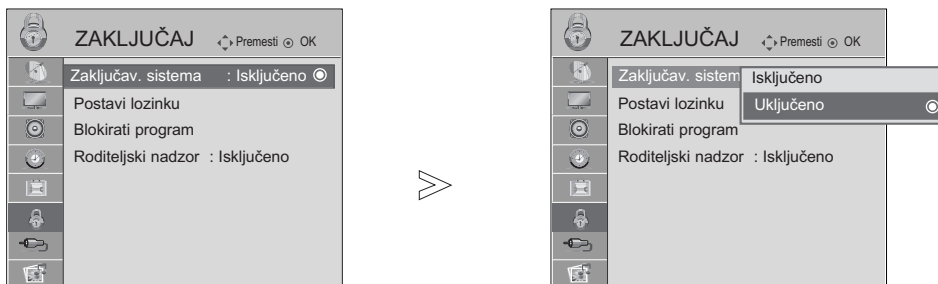 ZAKLJUČAJ Premesti OK
Zaključav. sistema : Isključeno
Postavi lozinku
Blokirati program
Roditeljski nadzor : Isključeno
ZAKLJUČAJ Premesti OK
Zaključav. sistem
Isključeno
Uključeno
Postavi lozinku
Blokirati program
Roditeljski nadzor : Isključeno